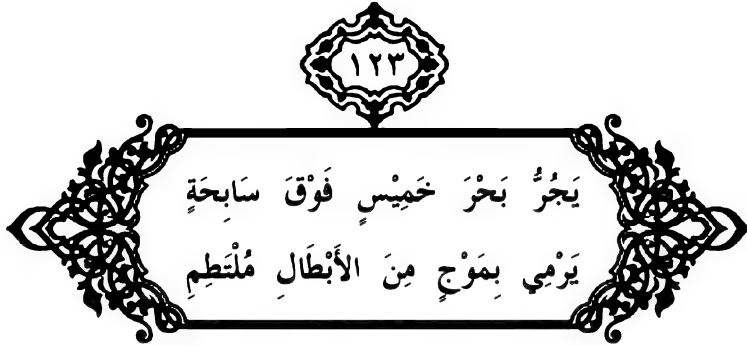 ١٢٣
يَجُرُّ بَحْرَ خَمِيْسٍ فَوْقَ سَابِحَةٍ
يَرْمِي بِمَوْجٍ مِنَ الأَبْطَالِ مُلْتَطِمِ